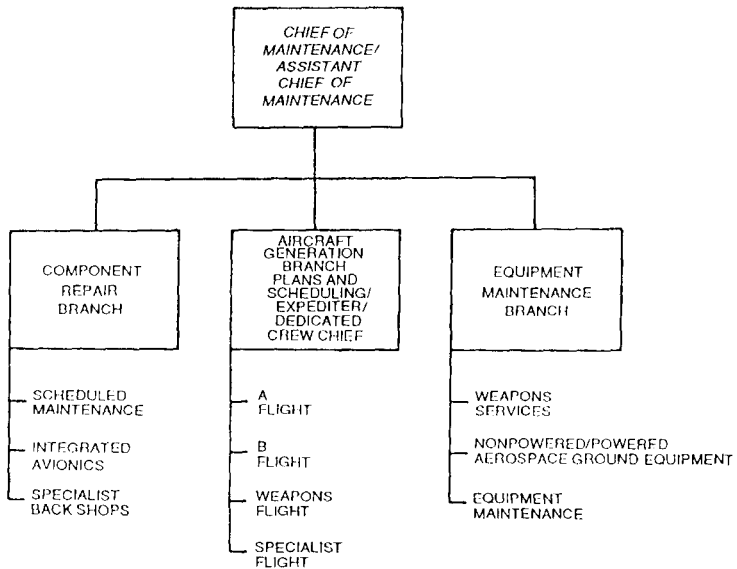 CHIEF OF
MAINTENANCE/
ASSISTANT
CHIEF OF
MAINTENANCE
COMPONENT
REPAIR
BRANCH
AIRCRAFT
GENERATION
BRANCH
PLANS AND
SCHEDULING/
EXPEDITER/
DEDICATED
CREW CHIEF
EQUIPMENT
MAINTENANCE
BRANCH
SCHEDULED
MAINTENANCE
INTEGRATED
AVIONICS
SPECIALIST
BACK SHOPS
A
FLIGHT
B
FLIGHT
WEAPONS
FLIGHT
SPECIALIST
FLIGHT
WEAPONS
SERVICES
NONPOWERED/POWERED
AEROSPACE GROUND EQUIPMENT
EQUIPMENT
MAINTENANCE